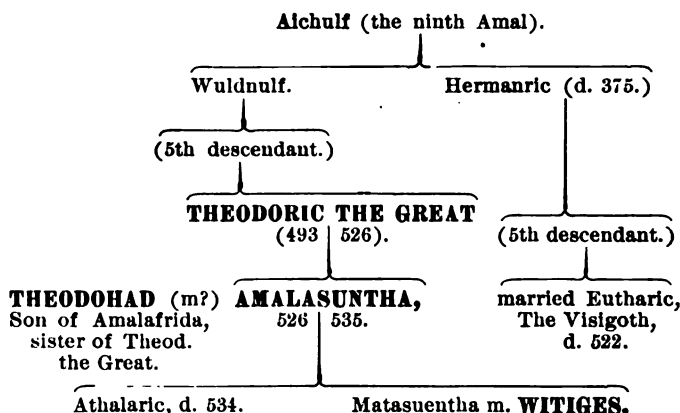 Aichulf (the ninth Amal).
Wuldnulf.
Hermanric (d. 375.)
(5th descendant.)
THEODORIC THE GREAT
(493 526).
(5th descendant.)
THEODOHAD (m?)
Son of Amalafrida,
sister of Theod.
the Great.
AMALASUNTHA,
526 535.
married Eutharic,
The Visigoth,
d. 522.
Athalaric, d. 534.
Matasuentha m. WITIGES.